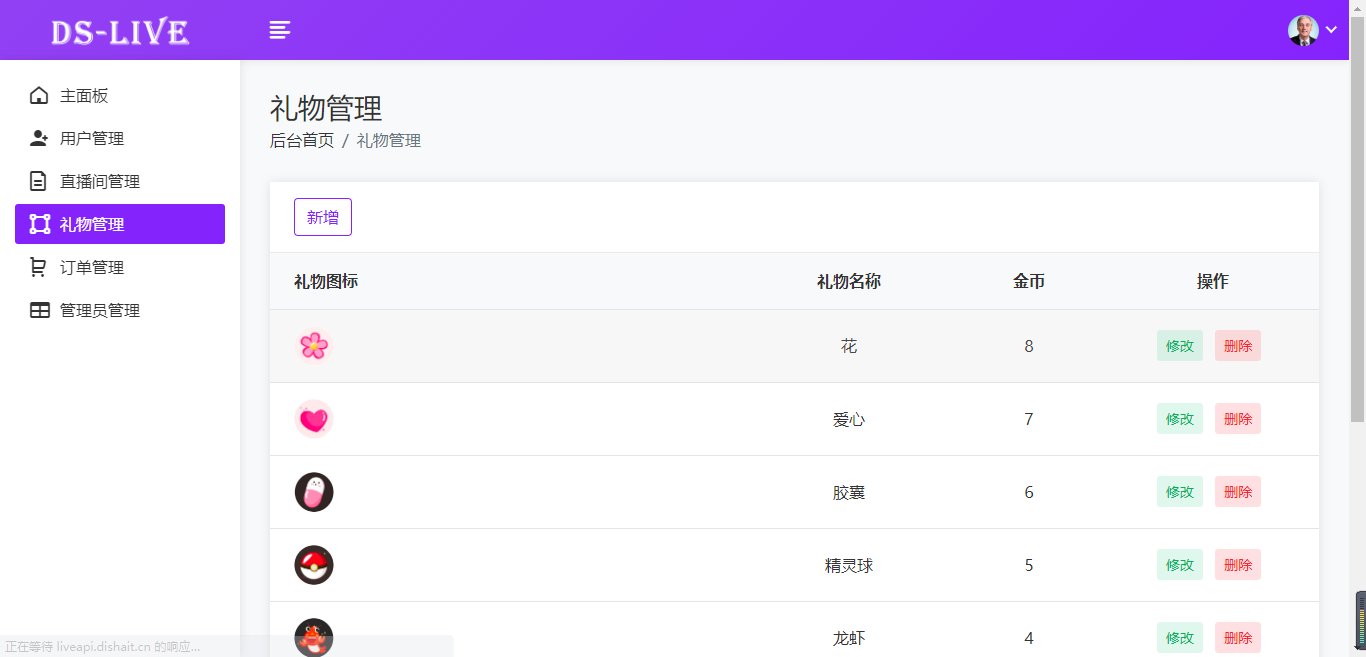 DS-LIVE
主面板
用户管理
直播间管理
礼物管理
订单管理
管理员管理
礼物管理
后台首页 / 礼物管理
新增
礼物图标 礼物名称 金币 操作
花 8 修改 删除
爱心 7 修改 删除
胶囊 6 修改 删除
精灵球 5 修改 删除
龙虾 4 修改 删除
正在等待 liveapi.dishait.cn 的响应...